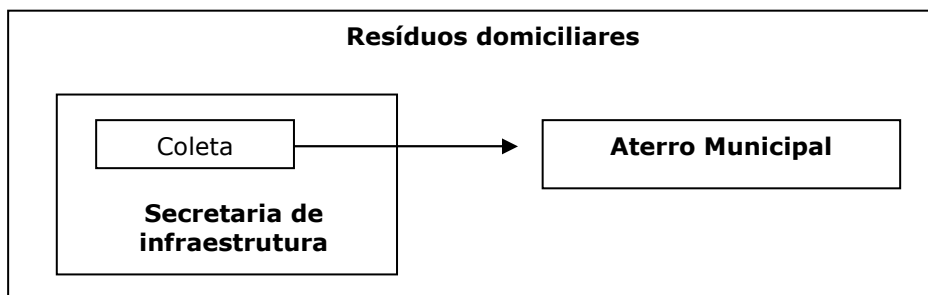 Resíduos domiciliares
Coleta
Aterro Municipal
Secretaria de
infraestrutura